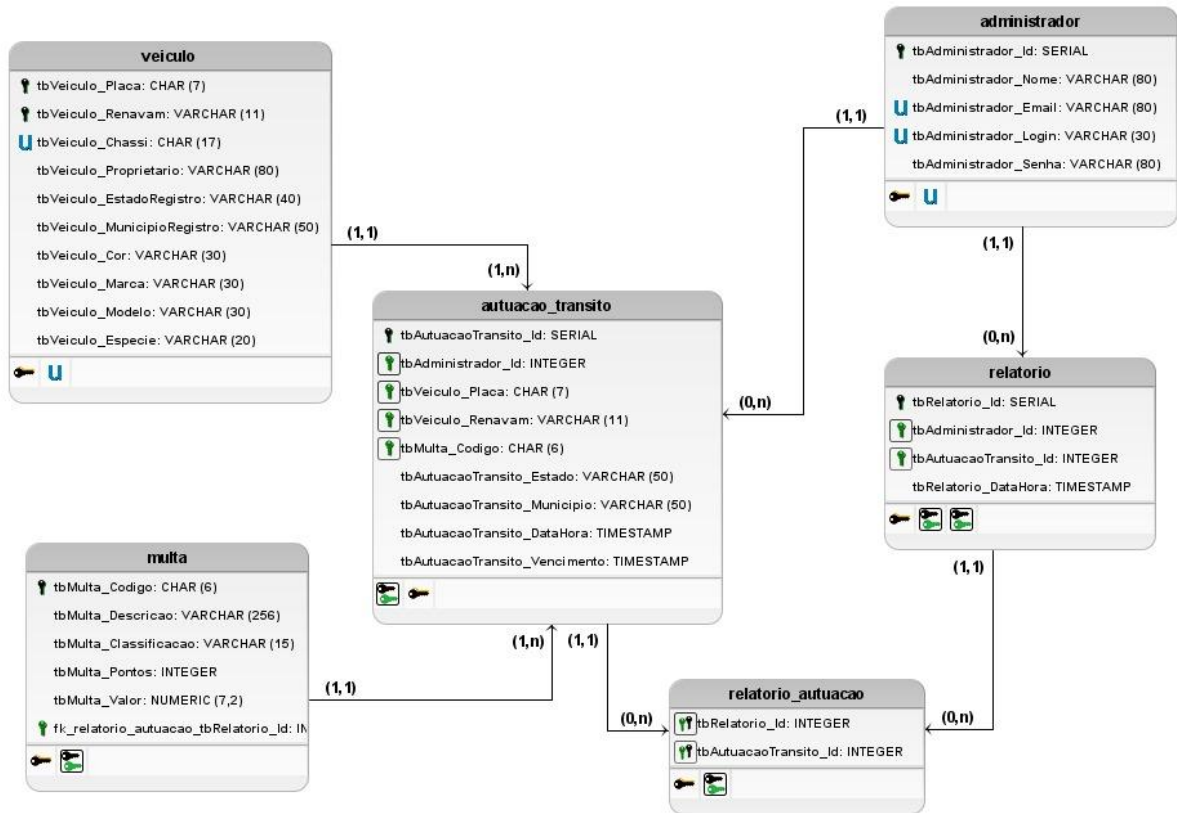 administrador
tbAdministrador_Id: SERIAL
tbAdministrador_Nome: VARCHAR (80)
tbAdministrador_Email: VARCHAR (80)
tbAdministrador_Login: VARCHAR (30)
tbAdministrador_Senha: VARCHAR (80)
veiculo
tbVeiculo_Placa: CHAR (7)
tbVeiculo_Renavam: VARCHAR (11)
tbVeiculo_Chassi: CHAR (17)
tbVeiculo_Proprietario: VARCHAR (80)
tbVeiculo_EstadoRegistro: VARCHAR (40)
tbVeiculo_MunicipioRegistro: VARCHAR (50)
tbVeiculo_Cor: VARCHAR (30)
tbVeiculo_Marca: VARCHAR (30)
tbVeiculo_Modelo: VARCHAR (30)
tbVeiculo_Especie: VARCHAR (20)
(1,1)
(1,n)
(1,1)
(0,n)
(1,1)
(0,n)
autuacao_transito
tbAutuacaoTransito_Id: SERIAL
tbAdministrador_Id: INTEGER
tbVeiculo_Placa: CHAR (7)
tbVeiculo_Renavam: VARCHAR (11)
tbMulta_Codigo: CHAR (6)
tbAutuacaoTransito_Estado: VARCHAR (50)
tbAutuacaoTransito_Municipio: VARCHAR (50)
tbAutuacaoTransito_DataHora: TIMESTAMP
tbAutuacaoTransito_Vencimento: TIMESTAMP
relatorio
tbRelatorio_Id: SERIAL
tbAdministrador_Id: INTEGER
tbAutuacaoTransito_Id: INTEGER
tbRelatorio_DataHora: TIMESTAMP
multa
tbMulta_Codigo: CHAR (6)
tbMulta_Descricao: VARCHAR (256)
tbMulta_Classificacao: VARCHAR (15)
tbMulta_Pontos: INTEGER
tbMulta_Valor: NUMERIC (7,2)
fk_relatorio_autuacao_tbRelatorio_Id: IN
(1,1)
(1,n)
(1,1)
(0,n)
(1,1)
(0,n)
relatorio_autuacao
tbRelatorio_Id: INTEGER
tbAutuacaoTransito_Id: INTEGER